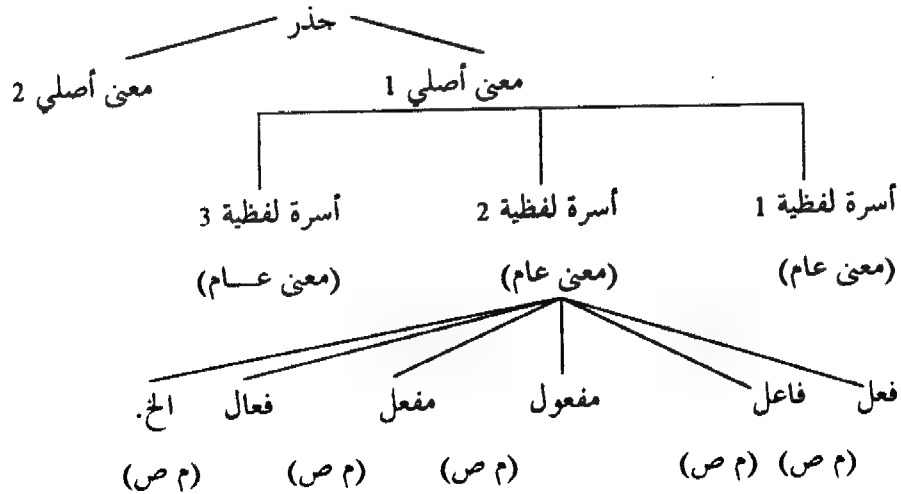 جذر
معنى أصلي 1 معنى أصلي 2
أسرة لفظية 1 أسرة لفظية 2 أسرة لفظية 3
(معنى عام) (معنى عام) (معنى عـــام)
فعل فاعل مفعول مفعل فعال الخ.
(م ص) (م ص) (م ص) (م ص) (م ص)